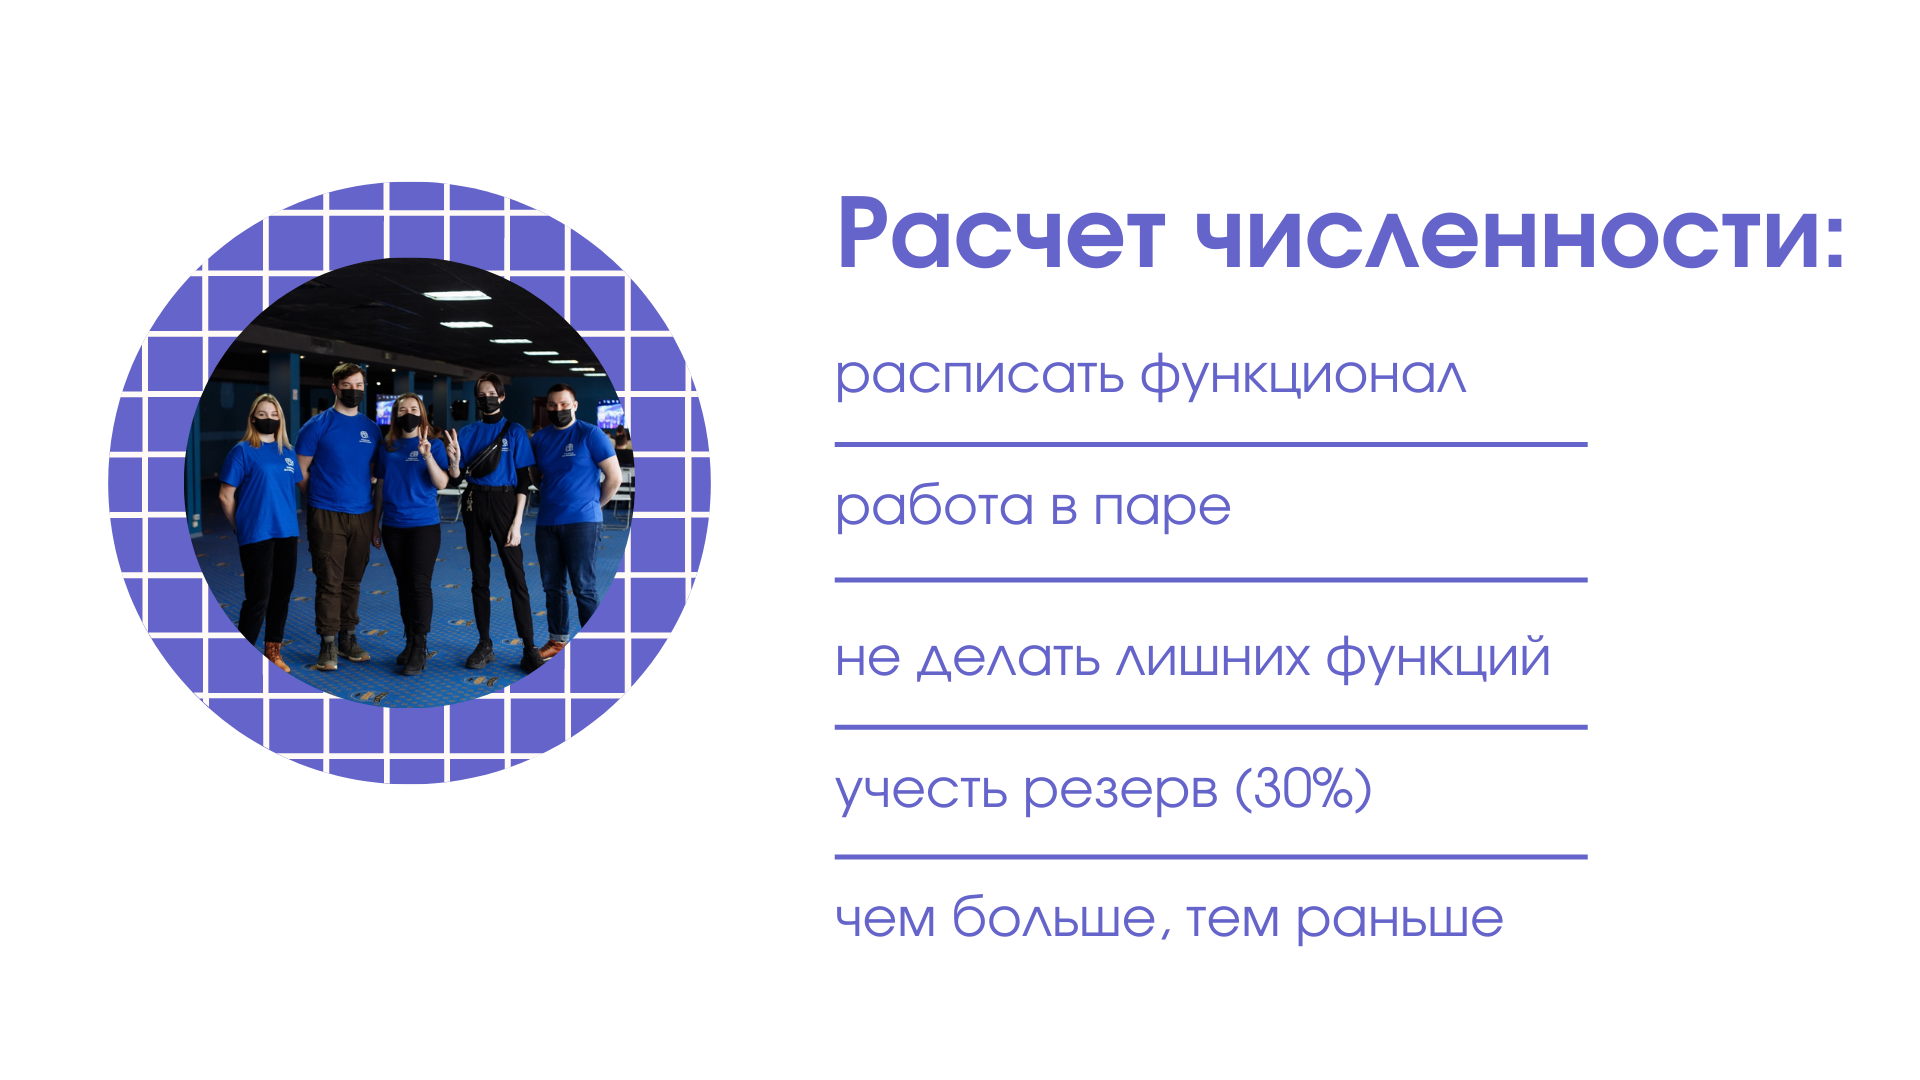 Расчет численности:
расписать функционал
работа в паре
не делать лишних функций
учесть резерв (30%)
чем больше, тем раньше